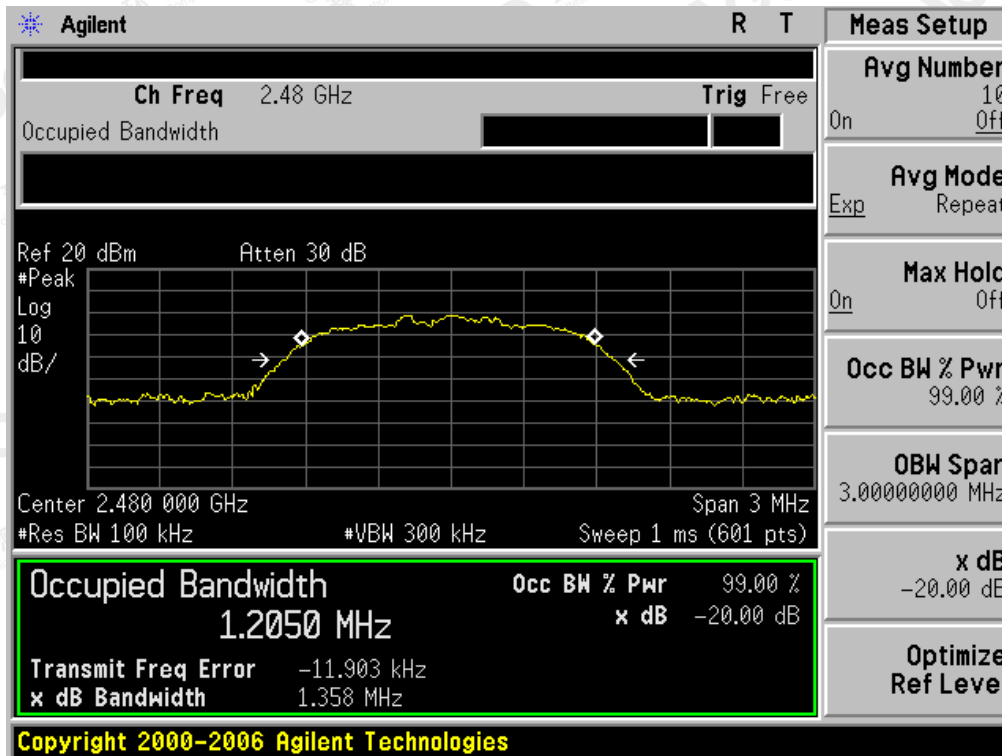 Agilent R T
Ch Freq 2.48 GHz Trig Free
Occupied Bandwidth
Ref 20 dBm Atten 30 dB
#Peak
Log
10
dB/
Center 2.480 000 GHz Span 3 MHz
#Res BW 100 kHz #VBW 300 kHz Sweep 1 ms (601 pts)
Occupied Bandwidth
1.2050 MHz
Occ BW % Pwr 99.00 %
x dB -20.00 dB
Transmit Freq Error -11.903 kHz
x dB Bandwidth 1.358 MHz
Copyright 2000-2006 Agilent Technologies
Meas Setup
Avg Number
10
On Off
Avg Mode
Exp Repeat
Max Hold
On Off
Occ BW % Pwr
99.00 %
OBW Span
3.00000000 MHz
x dB
-20.00 dB
Optimize
Ref Level